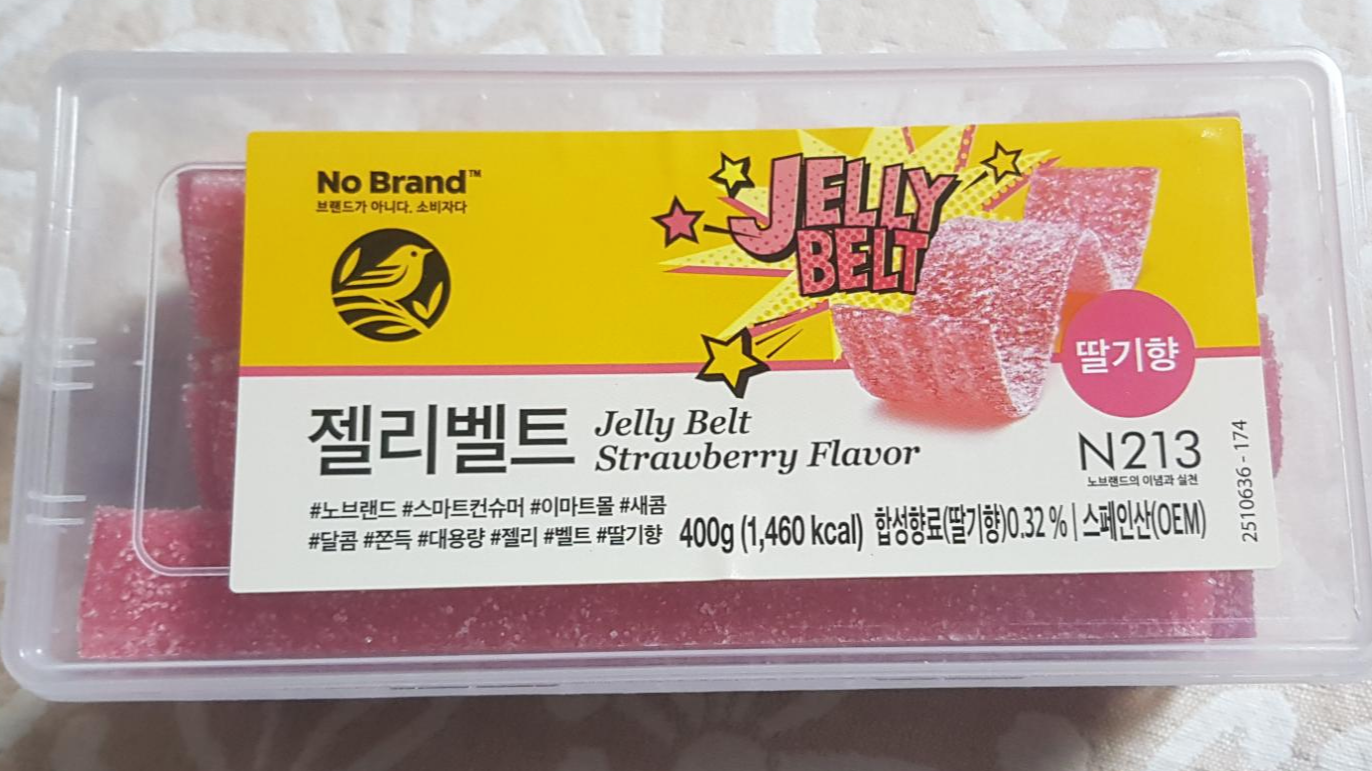 No Brand™
브랜드가 아니다. 소비자다
JELLY
BELT
딸기향
젤리벨트
Jelly Belt
Strawberry Flavor
N213
노브랜드의 이념과 실천
#노브랜드 #스마트컨슈머 #이마트몰 #새콤
#달콤 #쫀득 #대용량 #젤리 #벨트 #딸기향
400g (1,460 kcal) 합성향료(딸기향)0.32 % | 스페인산(OEM)
2510636 - 174